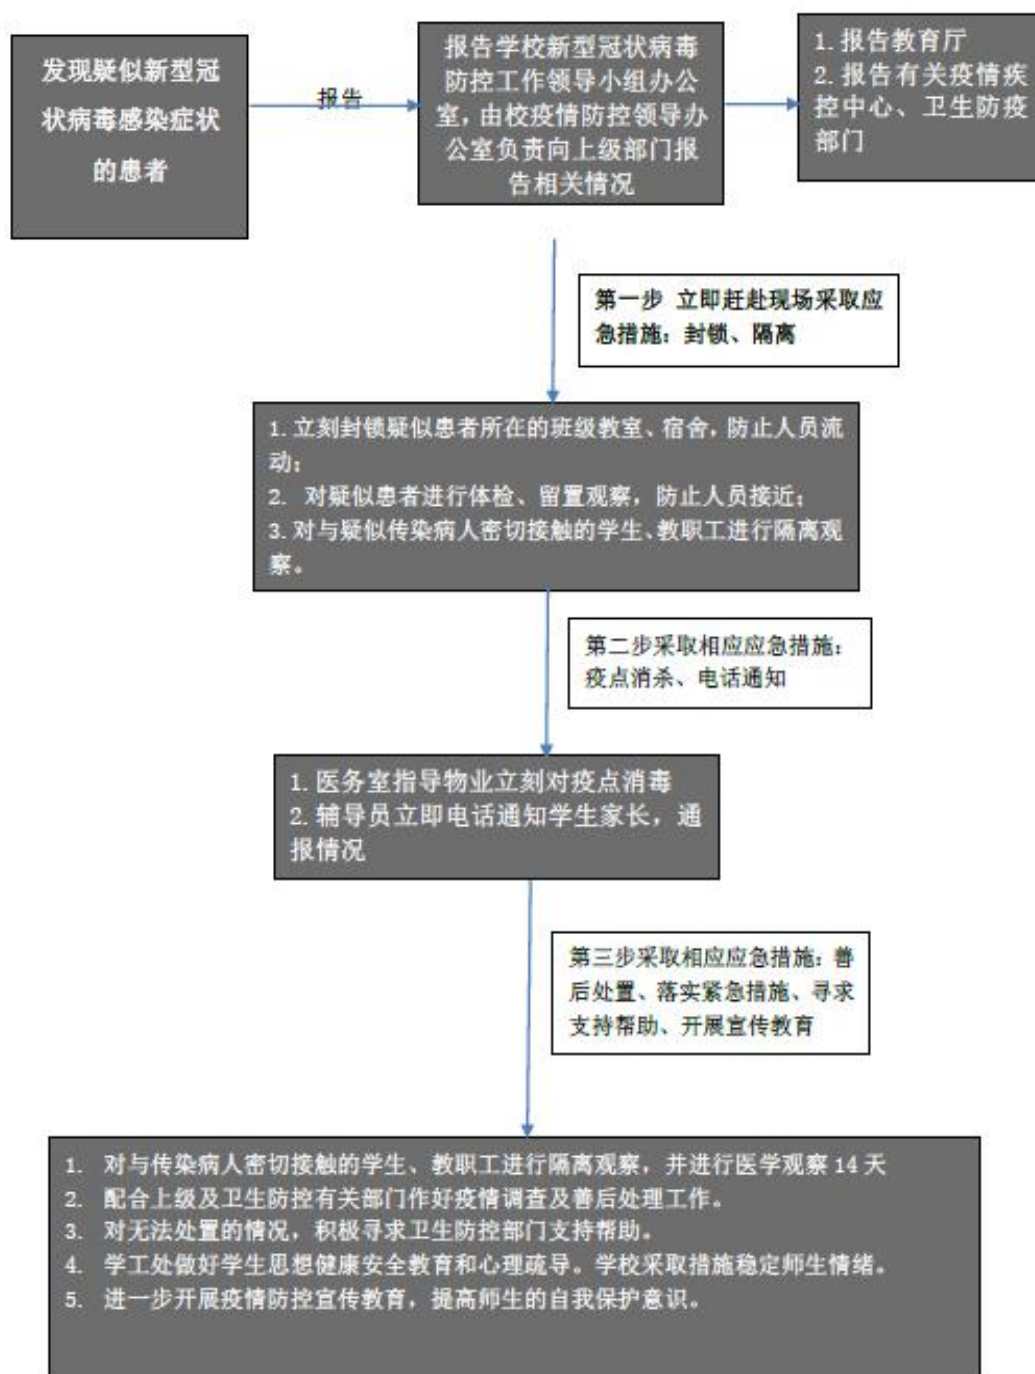 发现疑似新型冠
状病毒感染症状
的患者
报告
报告学校新型冠状病毒
防控工作领导小组办公
室，由校疫情防控领导办
公室负责向上级部门报
告相关情况
1. 报告教育厅
2. 报告有关疫情疾
控中心、卫生防疫
部门
第一步 立即赶赴现场采取应
急措施：封锁、隔离
1. 立刻封锁疑似患者所在的班级教室、宿舍，防止人员流
动；
2. 对疑似患者进行体检、留置观察，防止人员接近；
3. 对与疑似传染病人密切接触的学生、教职工进行隔离观
察。
第二步采取相应应急措施：
疫点消杀、电话通知
1. 医务室指导物业立刻对疫点消毒
2. 辅导员立即电话通知学生家长，通
报情况
第三步采取相应应急措施：善
后处置、落实紧急措施、寻求
支持帮助、开展宣传教育
1. 对与传染病人密切接触的学生、教职工进行隔离观察，并进行医学观察 14 天
2. 配合上级及卫生防控有关部门作好疫情调查及善后处理工作。
3. 对无法处置的情况，积极寻求卫生防控部门支持帮助。
4. 学工处做好学生思想健康安全教育和心理疏导。学校采取措施稳定师生情绪。
5. 进一步开展疫情防控宣传教育，提高师生的自我保护意识。